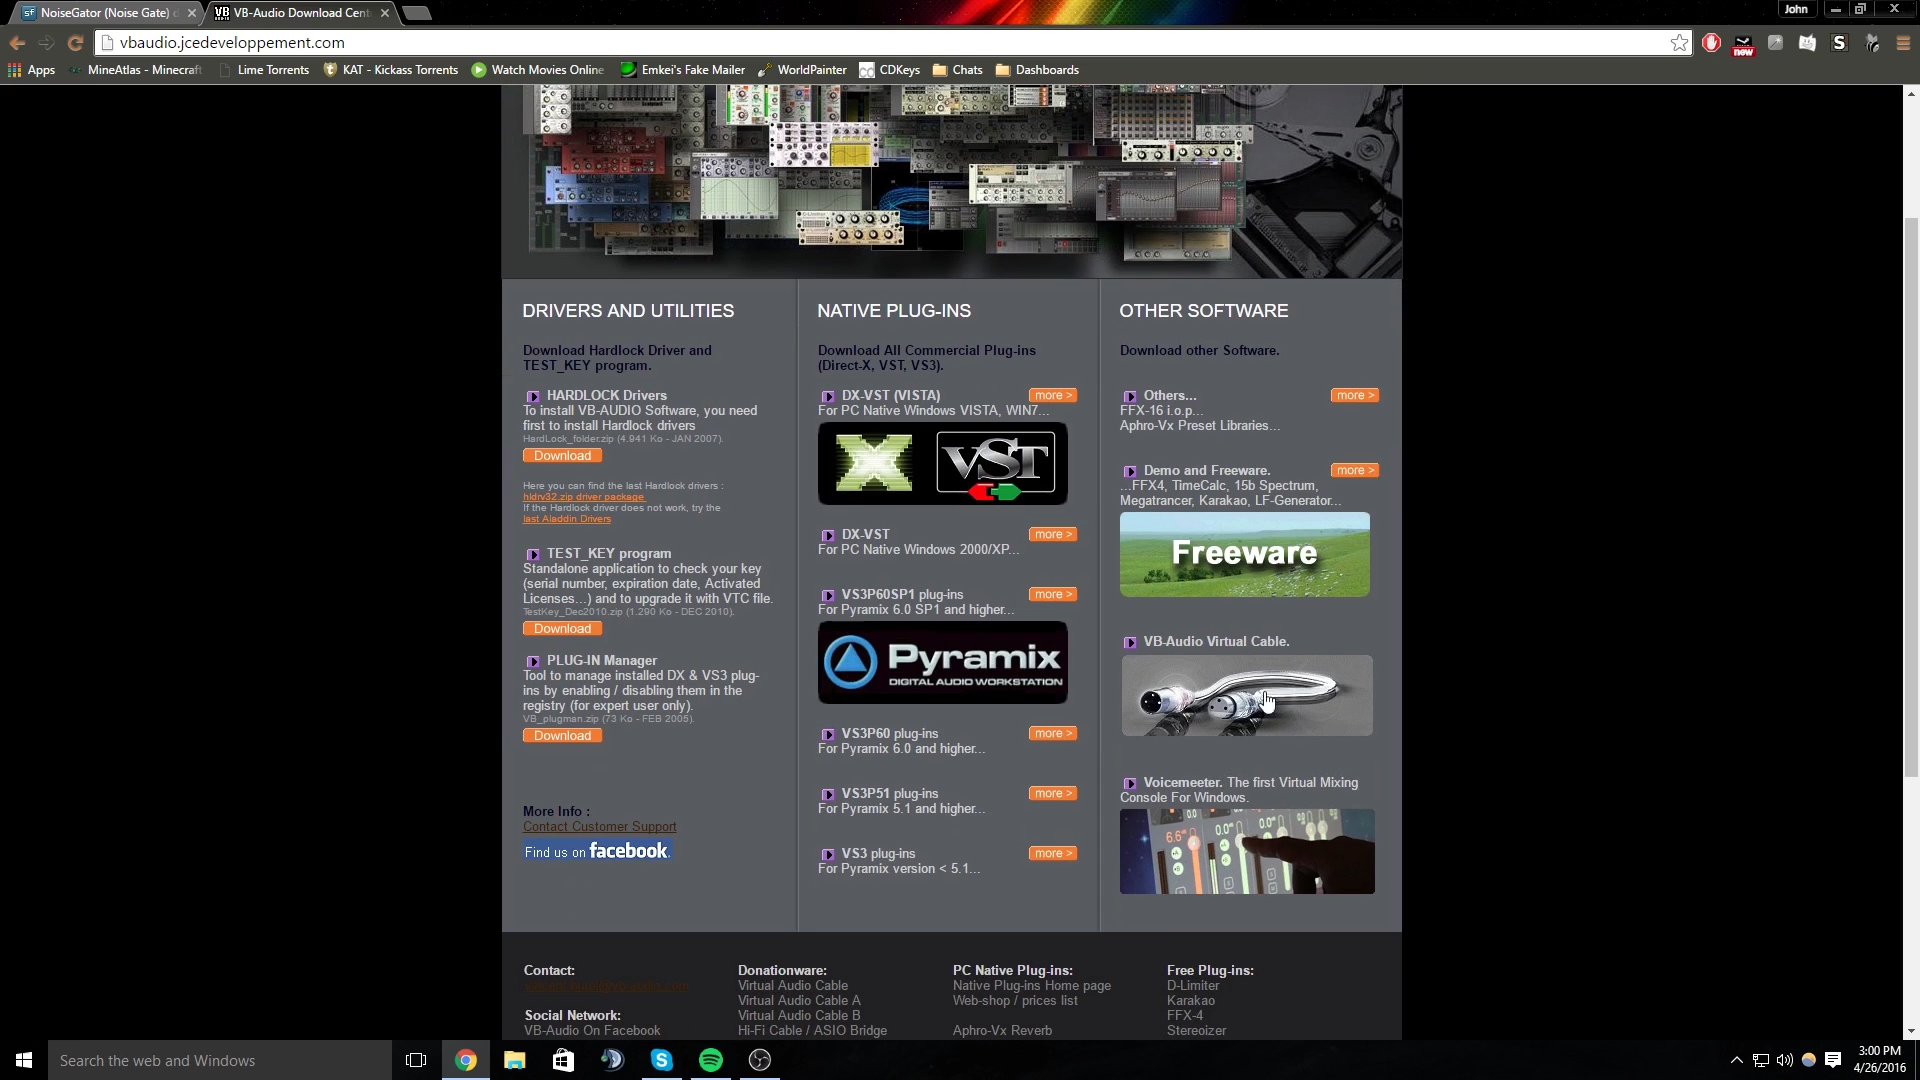 NoiseGator (Noise Gate) d
VB-Audio Download Cent
John
vbaudio.jcedeveloppement.com
new
Apps
MineAtlas - Minecraft
Lime Torrents
KAT - Kickass Torrents
Watch Movies Online
Emkei's Fake Mailer
WorldPainter
CDKeys
Chats
Dashboards
DRIVERS AND UTILITIES
Download Hardlock Driver and
TEST_KEY program.
HARDLOCK Drivers
To install VB-AUDIO Software, you need
first to install Hardlock drivers
HardLock_folder.zip (4.941 Ko - JAN 2007).
Download
Here you can find the last Hardlock drivers :
hldrv32.zip driver package
If the Hardlock driver does not work, try the
last Aladdin Drivers
TEST_KEY program
Standalone application to check your key
(serial number, expiration date, Activated
Licenses...) and to upgrade it with VTC file.
TestKey_Dec2010.zip (1.290 Ko - DEC 2010).
Download
PLUG-IN Manager
Tool to manage installed DX & VS3 plug-
ins by enabling / disabling them in the
registry (for expert user only).
VB_plugman.zip (73 Ko - FEB 2005).
Download
More Info :
Contact Customer Support
Find us on facebook.
NATIVE PLUG-INS
Download All Commercial Plug-ins
(Direct-X, VST, VS3).
DX-VST (VISTA) more >
For PC Native Windows VISTA, WIN7...
VST
DX-VST more >
For PC Native Windows 2000/XP...
VS3P60SP1 plug-ins more >
For Pyramix 6.0 SP1 and higher...
Pyramix
DIGITAL AUDIO WORKSTATION
VS3P60 plug-ins more >
For Pyramix 6.0 and higher...
VS3P51 plug-ins more >
For Pyramix 5.1 and higher...
VS3 plug-ins more >
For Pyramix version < 5.1...
OTHER SOFTWARE
Download other Software.
Others... more >
FFX-16 i.o.p...
Aphro-Vx Preset Libraries...
Demo and Freeware. more >
...FFX4, TimeCalc, 15b Spectrum,
Megatrancer, Karakao, LF-Generator...
Freeware
VB-Audio Virtual Cable.
Voicemeeter. The first Virtual Mixing
Console For Windows.
Contact:
Social Network:
VB-Audio On Facebook
Donationware:
Virtual Audio Cable
Virtual Audio Cable A
Virtual Audio Cable B
Hi-Fi Cable / ASIO Bridge
PC Native Plug-ins:
Native Plug-ins Home page
Web-shop / prices list
Aphro-Vx Reverb
Free Plug-ins:
D-Limiter
Karakao
FFX-4
Stereoizer
Search the web and Windows
3:00 PM
4/26/2016